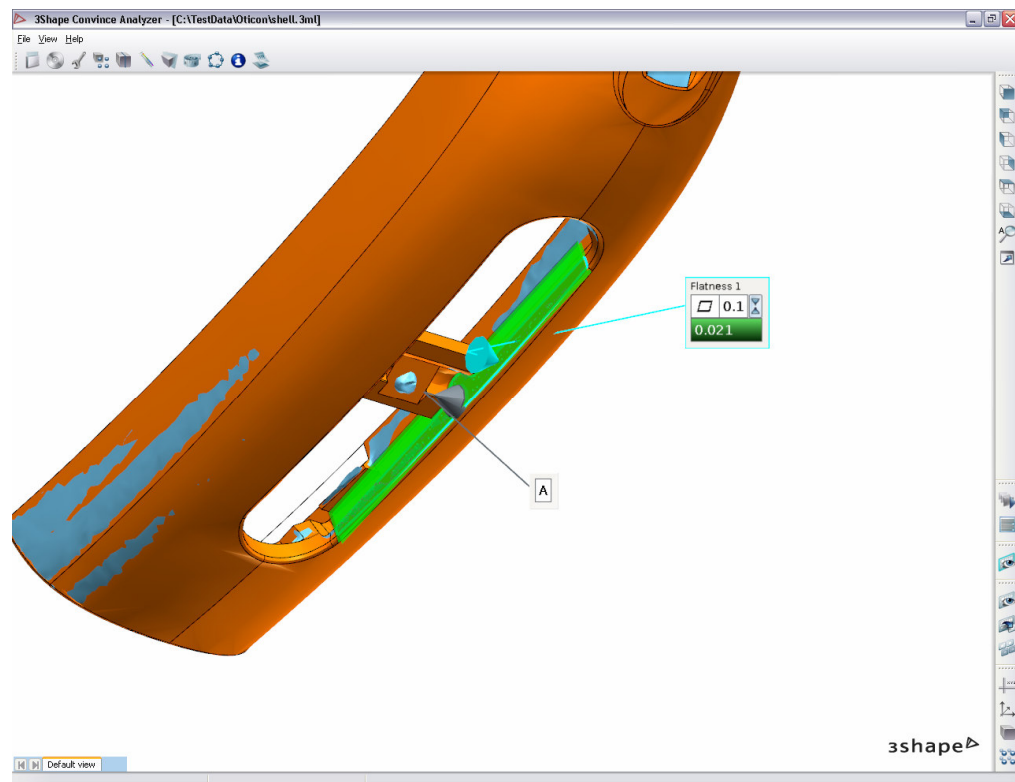 3Shape Convince Analyzer - [C:\TestData\Oticon\shell.3ml]
File View Help
Flatness 1
0.1
0.021
A
3shape
Default view